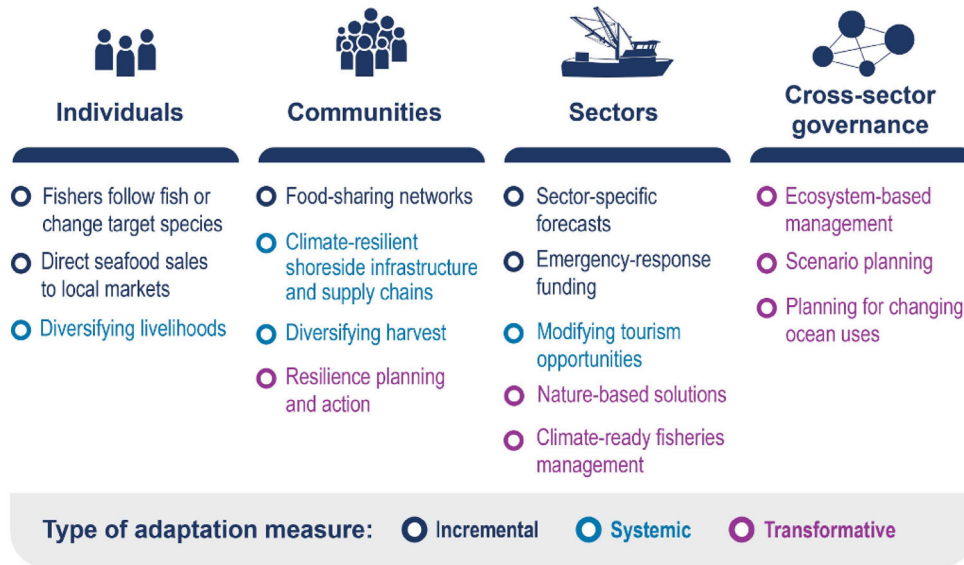 Individuals
Fishers follow fish or
change target species
Direct seafood sales
to local markets
Diversifying livelihoods
Communities
Food-sharing networks
Climate-resilient
shoreside infrastructure
and supply chains
Diversifying harvest
Resilience planning
and action
Sectors
Sector-specific
forecasts
Emergency-response
funding
Modifying tourism
opportunities
Nature-based solutions
Climate-ready fisheries
management
Cross-sector
governance
Ecosystem-based
management
Scenario planning
Planning for changing
ocean uses
Type of adaptation measure: Incremental Systemic Transformative